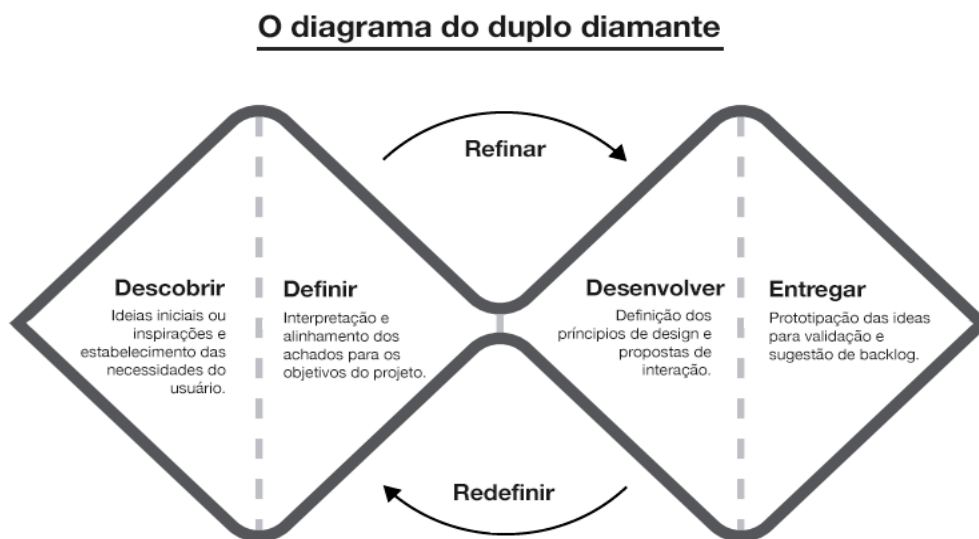 O diagrama do duplo diamante
Refinar
Descobrir
Ideias iniciais ou
inspirações e
estabelecimento das
necessidades do
usuário.
Definir
Interpretação e
alinhamento dos
achados para os
objetivos do projeto.
Desenvolver
Definição dos
príncipios de design e
propostas de
interação.
Entregar
Prototipação das ideias
para validação e
sugestão de backlog.
Redefinir